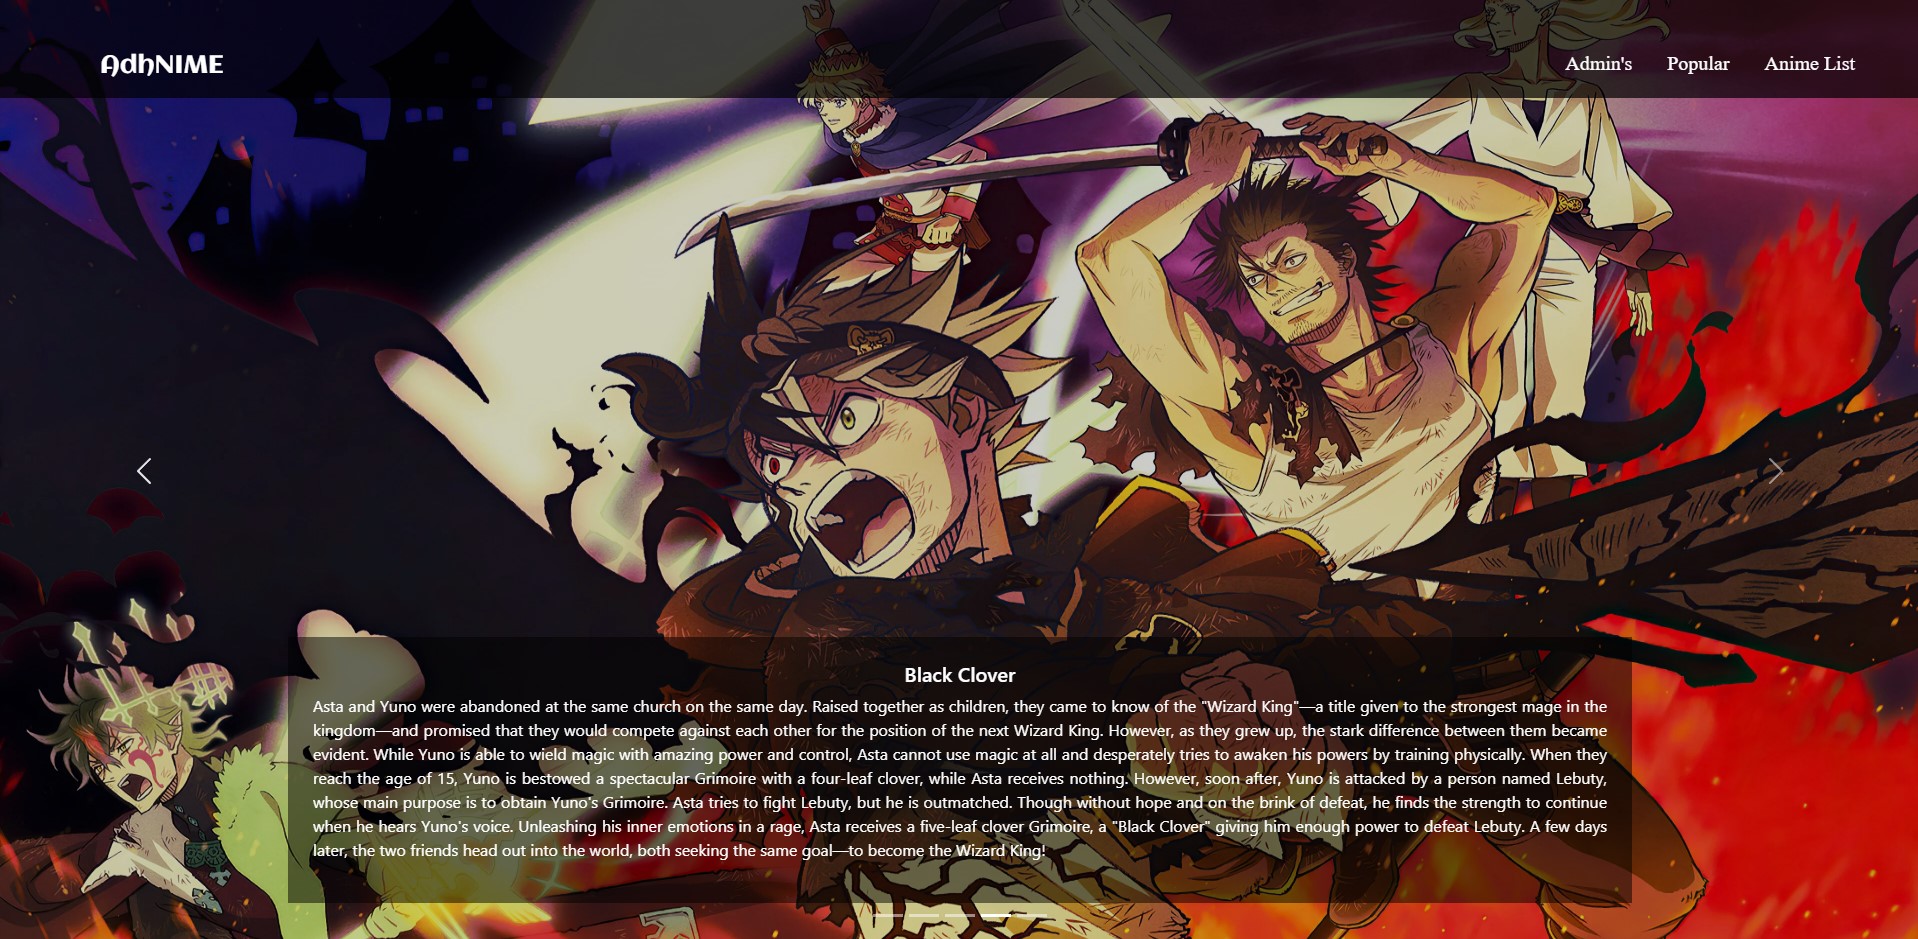 AdhNIME
Admin's
Popular
Anime List
Black Clover
Asta and Yuno were abandoned at the same church on the same day. Raised together as children, they came to know of the "Wizard King"—a title given to the strongest mage in the
kingdom—and promised that they would compete against each other for the position of the next Wizard King. However, as they grew up, the stark difference between them became
evident. While Yuno is able to wield magic with amazing power and control, Asta cannot use magic at all and desperately tries to awaken his powers by training physically. When they
reach the age of 15, Yuno is bestowed a spectacular Grimoire with a four-leaf clover, while Asta receives nothing. However, soon after, Yuno is attacked by a person named Lebuty,
whose main purpose is to obtain Yuno's Grimoire. Asta tries to fight Lebuty, but he is outmatched. Though without hope and on the brink of defeat, he finds the strength to continue
when he hears Yuno's voice. Unleashing his inner emotions in a rage, Asta receives a five-leaf clover Grimoire, a "Black Clover" giving him enough power to defeat Lebuty. A few days
later, the two friends head out into the world, both seeking the same goal—to become the Wizard King!